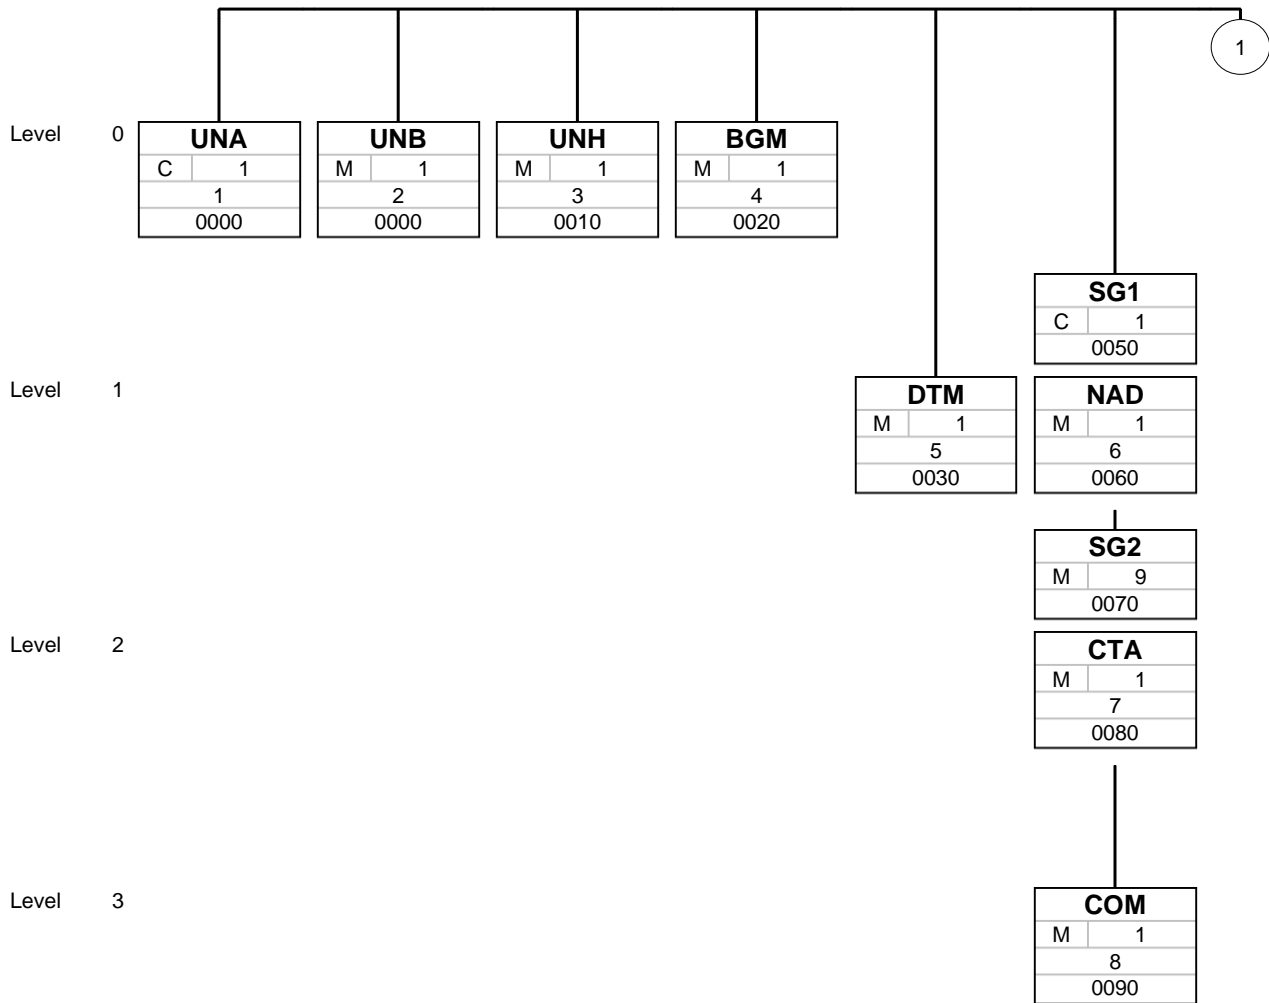 1
Level 0
UNA UNB UNH BGM
C 1 M 1 M 1 M 1
1 2 3 4
0000 0000 0010 0020
SG1
C 1
0050
Level 1
DTM NAD
M 1 M 1
5 6
0030 0060
SG2
M 9
0070
Level 2
CTA
M 1
7
0080
Level 3
COM
M 1
8
0090